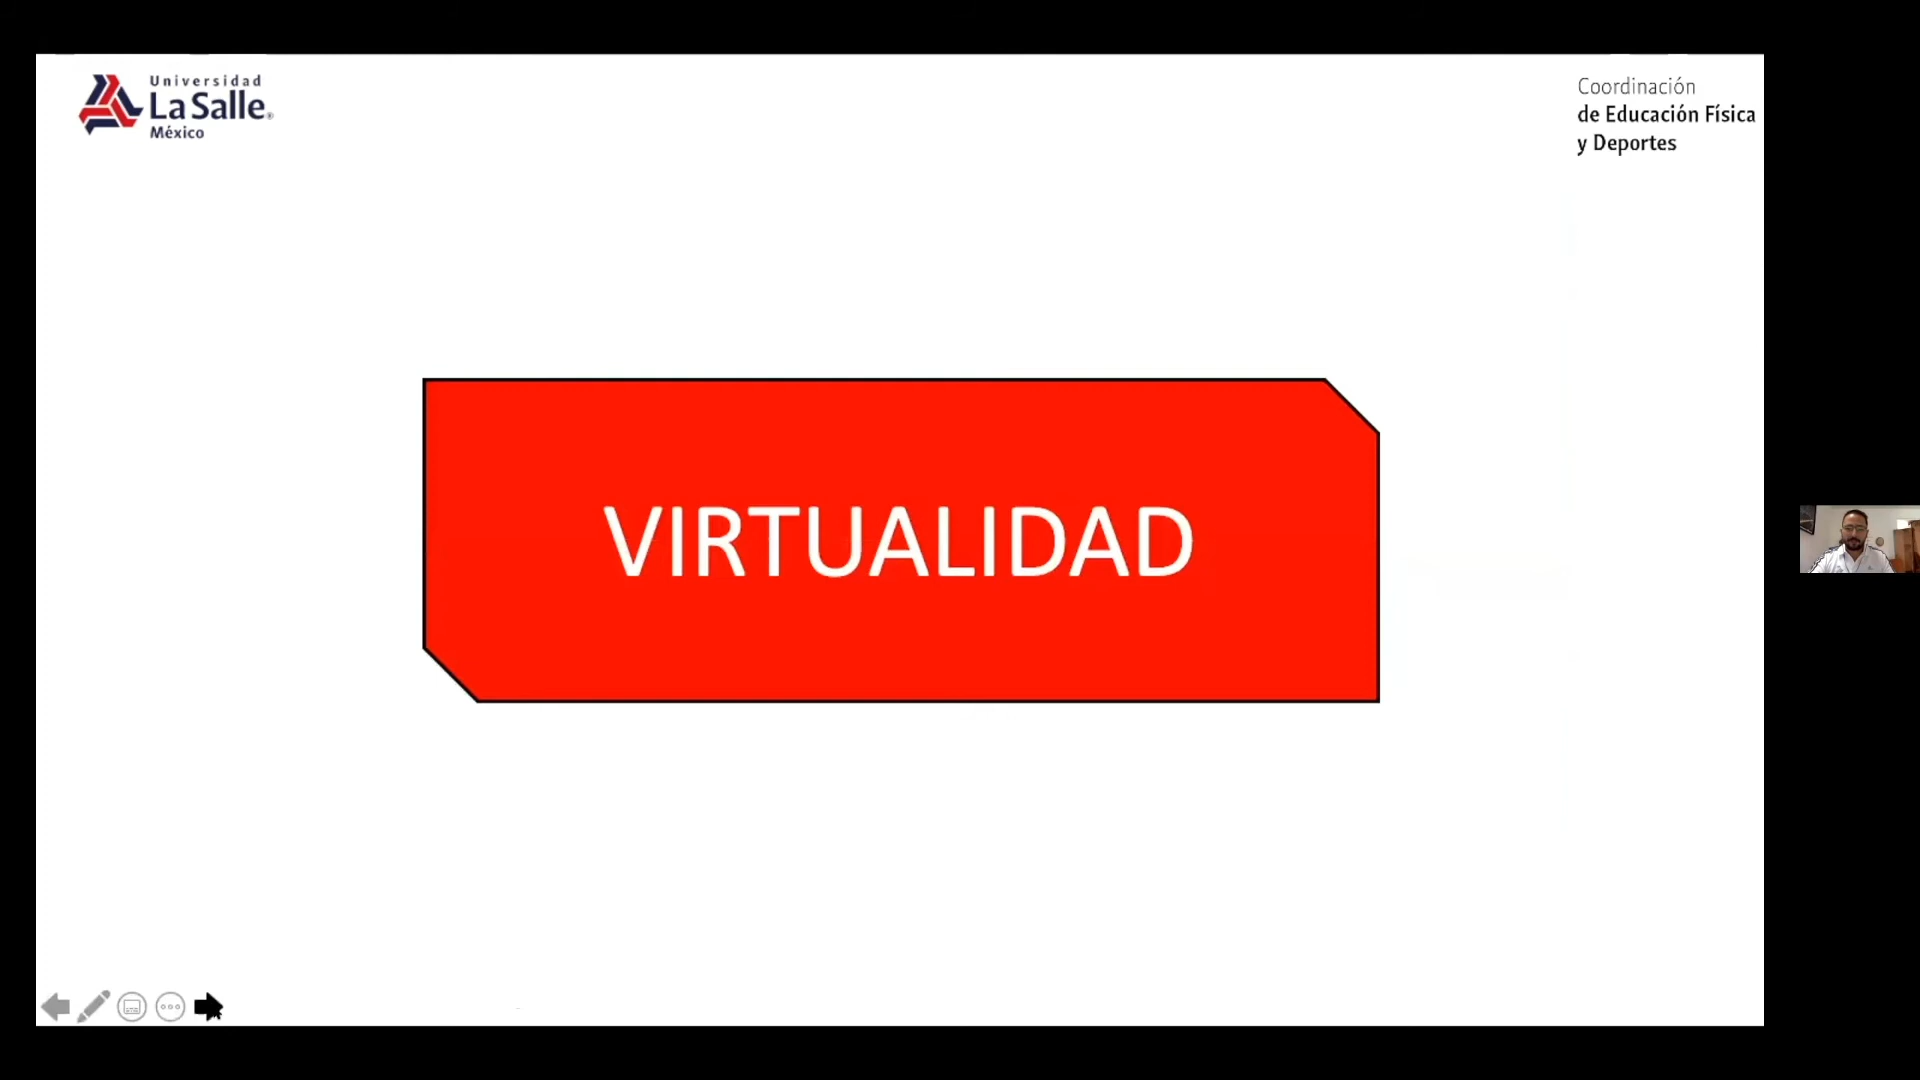 Universidad
La Salle®
México
Coordinación
de Educación Física
y Deportes
VIRTUALIDAD